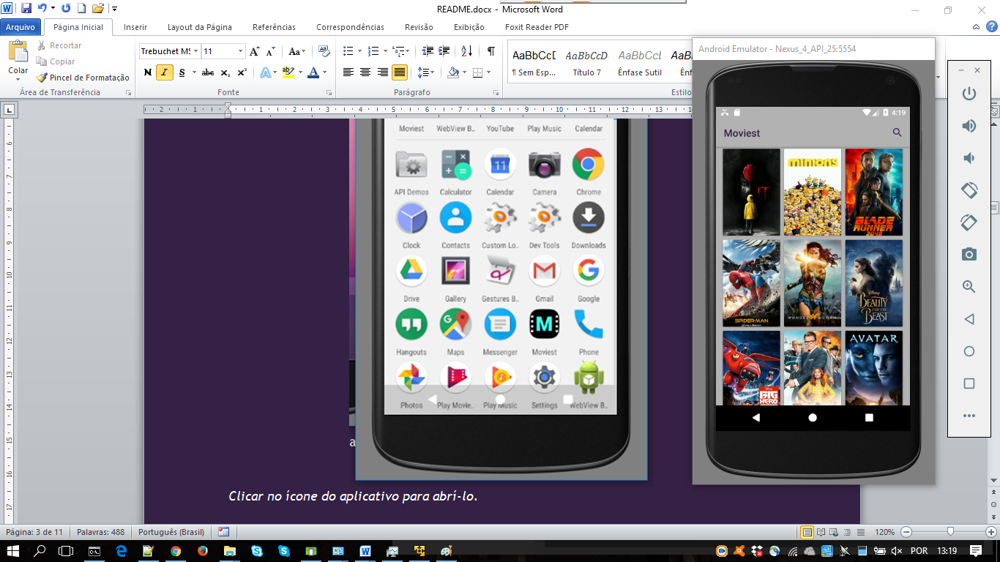 README.docx - Microsoft Word
Arquivo Página Inicial Inserir Layout da Página Referências Correspondências Revisão Exibição Foxit Reader PDF
Colar
Recortar
Copiar
Pincel de Formatação
Área de Transferência
Trebuchet MS 11
N I S abc x₂ x² A ab A
Fonte
Parágrafo
AaBbCcD AaBbCcD AaBbCcD
¶ Sem Esp... Título 7 Ênfase Sutil
Estilo
Android Emulator - Nexus_4_API_25:5554
4:19
Moviest
MINIONS
BLADE
RUNNER
2049
SPIDER-MAN
WONDER WOMAN
Disney
BEAUTY
AND THE
BEAST
BIG
HERO
AVATAR
Moviest WebView B.. YouTube Play Music Calendar
API Demos Calculator Calendar Camera Chrome
Clock Contacts Custom Lo.. Dev Tools Downloads
Drive Gallery Gestures B.. Gmail Google
Hangouts Maps Messenger Moviest Phone
Photos Play Movie.. Play Music Settings WebView B..
a
Clicar no ícone do aplicativo para abrí-lo.
Página: 3 de 11 Palavras: 488 Português (Brasil) 120%
POR 13:19